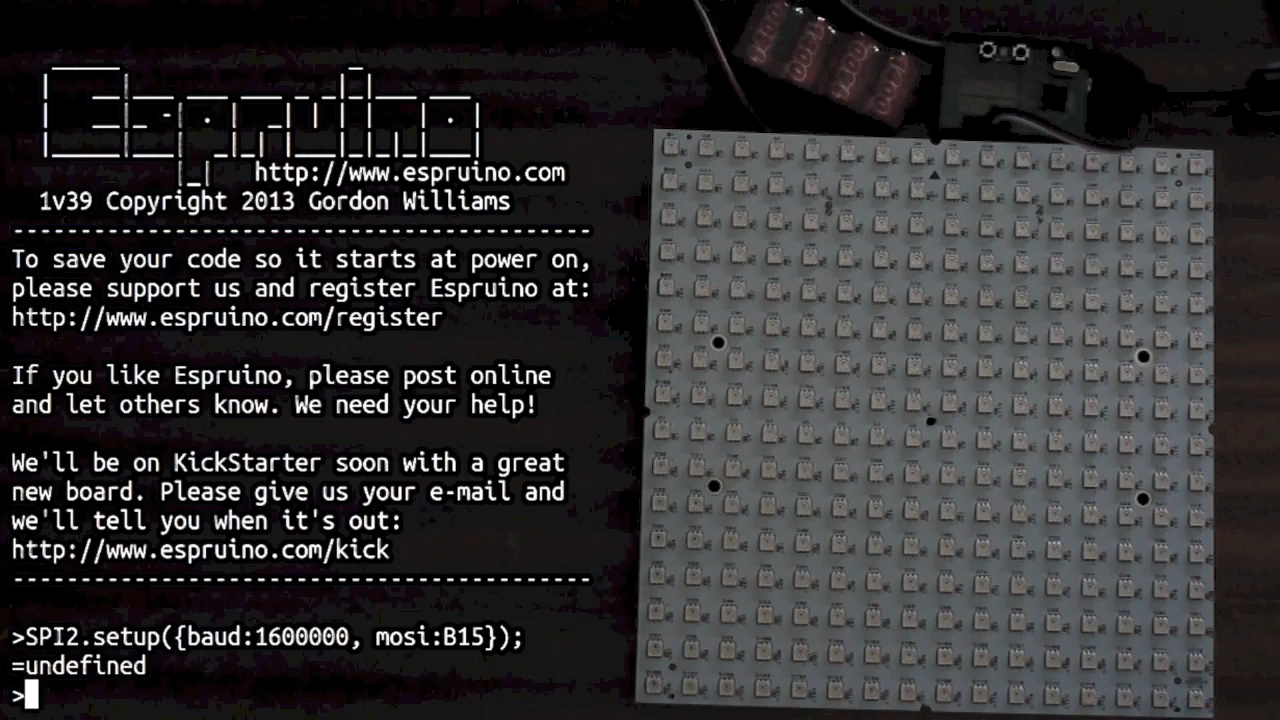 Espruino
http://www.espruino.com
1v39 Copyright 2013 Gordon Williams
--------------------------------------------
To save your code so it starts at power on,
please support us and register Espruino at:
http://www.espruino.com/register
If you like Espruino, please post online
and let others know. We need your help!
We'll be on KickStarter soon with a great
new board. Please give us your e-mail and
we'll tell you when it's out:
http://www.espruino.com/kick
--------------------------------------------
>SPI2.setup({baud:1600000, mosi:B15});
=undefined
>